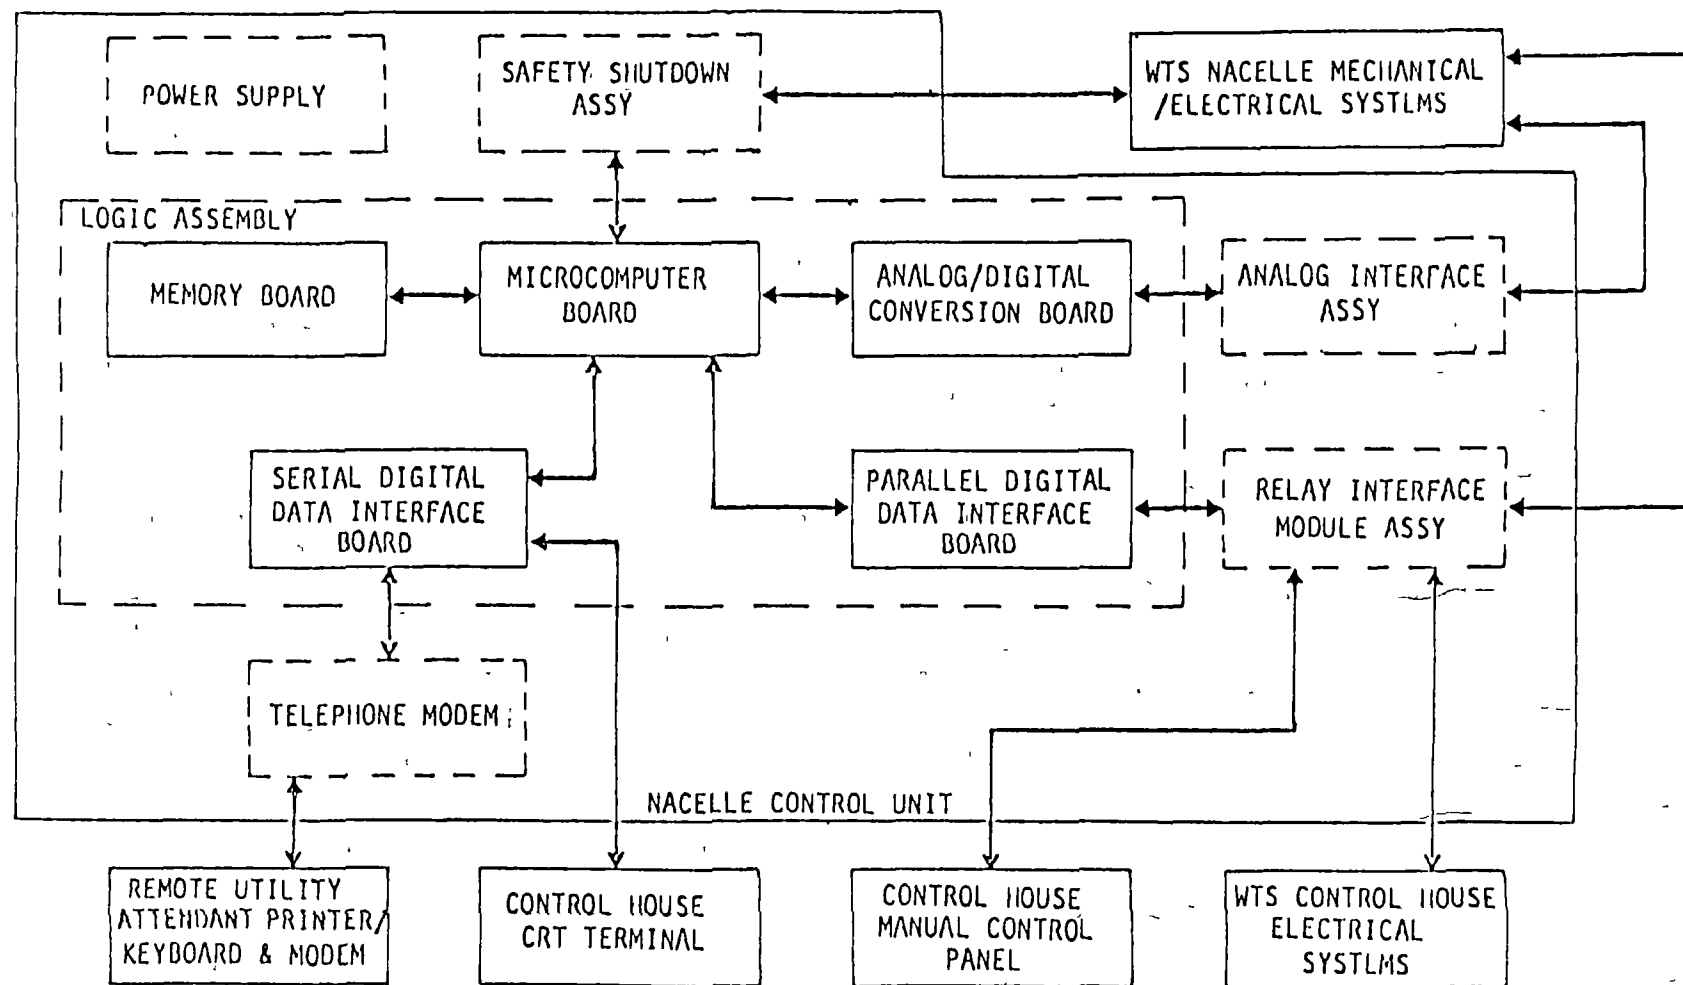 POWER SUPPLY
SAFETY SHUTDOWN
ASSY
WTS NACELLE MECHANICAL
/ELECTRICAL SYSTLMS
LOGIC ASSEMBLY
MEMORY BOARD
MICROCOMPUTER
BOARD
ANALOG/DIGITAL
CONVERSION BOARD
ANALOG INTERFACE
ASSY
SERIAL DIGITAL
DATA INTERFACE
BOARD
PARALLEL DIGITAL
DATA INTERFACE
BOARD
RELAY INTERFACE
MODULE ASSY
TELEPHONE MODEM
NACELLE CONTROL UNIT
REMOTE UTILITY
ATTENDANT PRINTER/
KEYBOARD & MODEM
CONTROL HOUSE
CRT TERMINAL
CONTROL HOUSE
MANUAL CONTROL
PANEL
WTS CONTROL HOUSE
ELECTRICAL
SYSTLMS